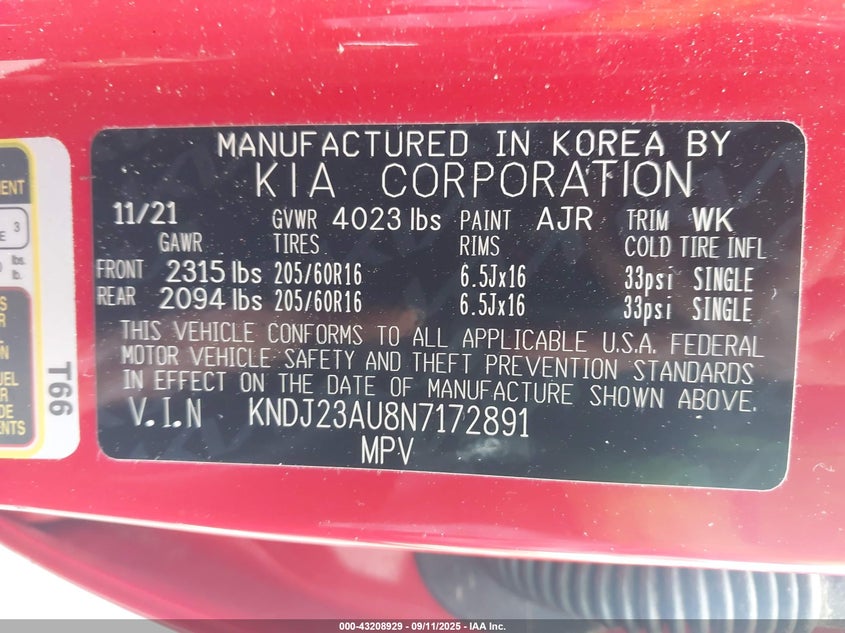 MANUFACTURED IN KOREA BY
KIA CORPORATION
11/21 GVWR 4023 lbs PAINT AJR TRIM WK
GAWR TIRES RIMS COLD TIRE INFL
FRONT 2315 lbs 205/60R16 6.5Jx16 33psi SINGLE
REAR 2094 lbs 205/60R16 6.5Jx16 33psi SINGLE
THIS VEHICLE CONFORMS TO ALL APPLICABLE U.S.A. FEDERAL
MOTOR VEHICLE SAFETY AND THEFT PREVENTION STANDARDS
IN EFFECT ON THE DATE OF MANUFACTURE SHOWN ABOVE.
V.I.N KNDJ23AU8N7172891
MPV
3
lbs.
T66
000-43208929 - 09/11/2025 - IAA Inc.